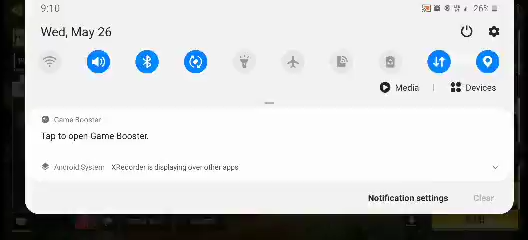 9:10
26%
Wed, May 26
Media
Devices
Game Booster
Tap to open Game Booster.
Android System XRecorder is displaying over other apps
Notification settings
Clear